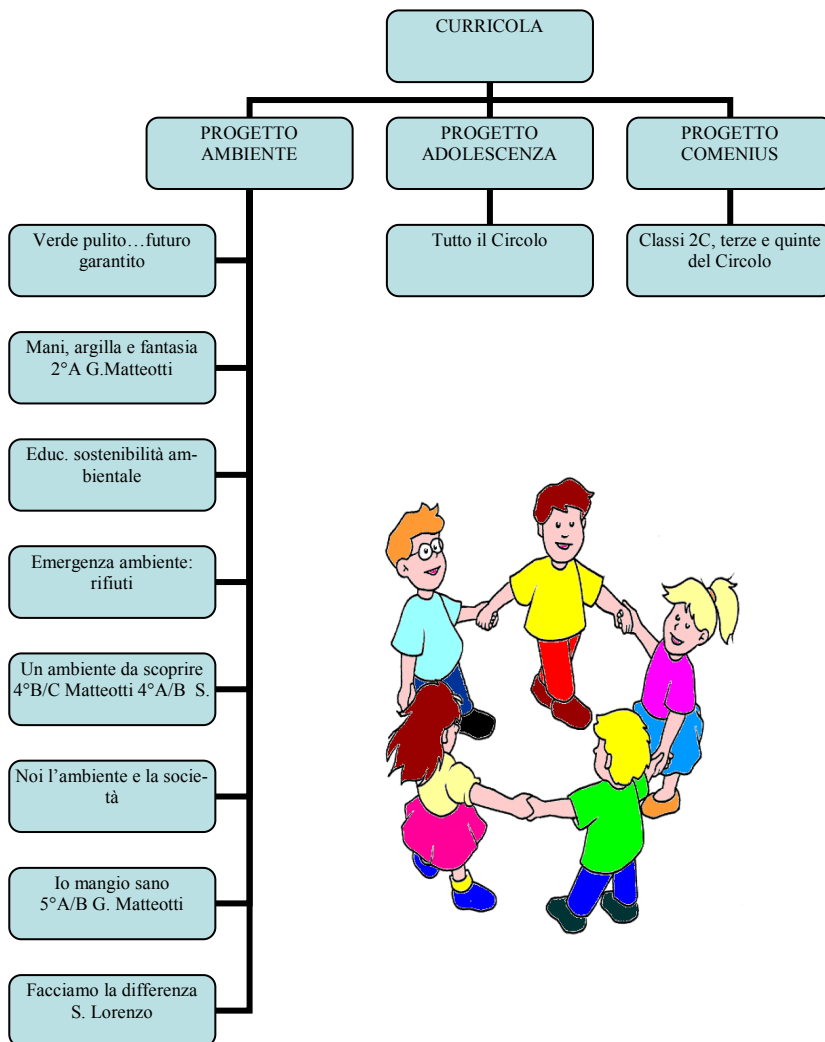 CURRICOLA
PROGETTO
AMBIENTE
PROGETTO
ADOLESCENZA
PROGETTO
COMENIUS
Verde pulito…futuro
garantito
Tutto il Circolo
Classi 2C, terze e quinte
del Circolo
Mani, argilla e fantasia
2°A G.Matteotti
Educ. sostenibilità am-
bientale
Emergenza ambiente:
rifiuti
Un ambiente da scoprire
4°B/C Matteotti 4°A/B S.
Noi l’ambiente e la socie-
tà
Io mangio sano
5°A/B G. Matteotti
Facciamo la differenza
S. Lorenzo